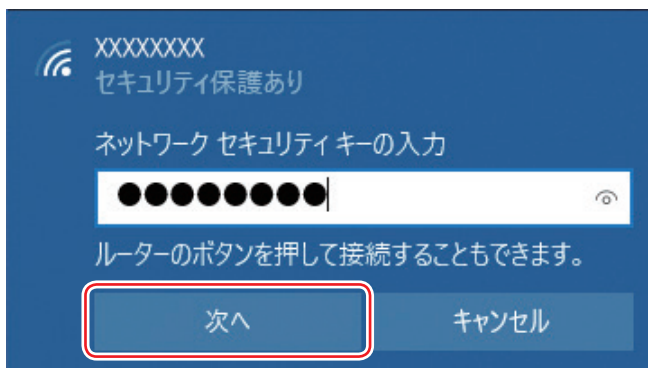 XXXXXXXX
セキュリティ保護あり
ネットワーク セキュリティ キーの入力
●●●●●●●●
ルーターのボタンを押して接続することもできます。
次へ
キャンセル